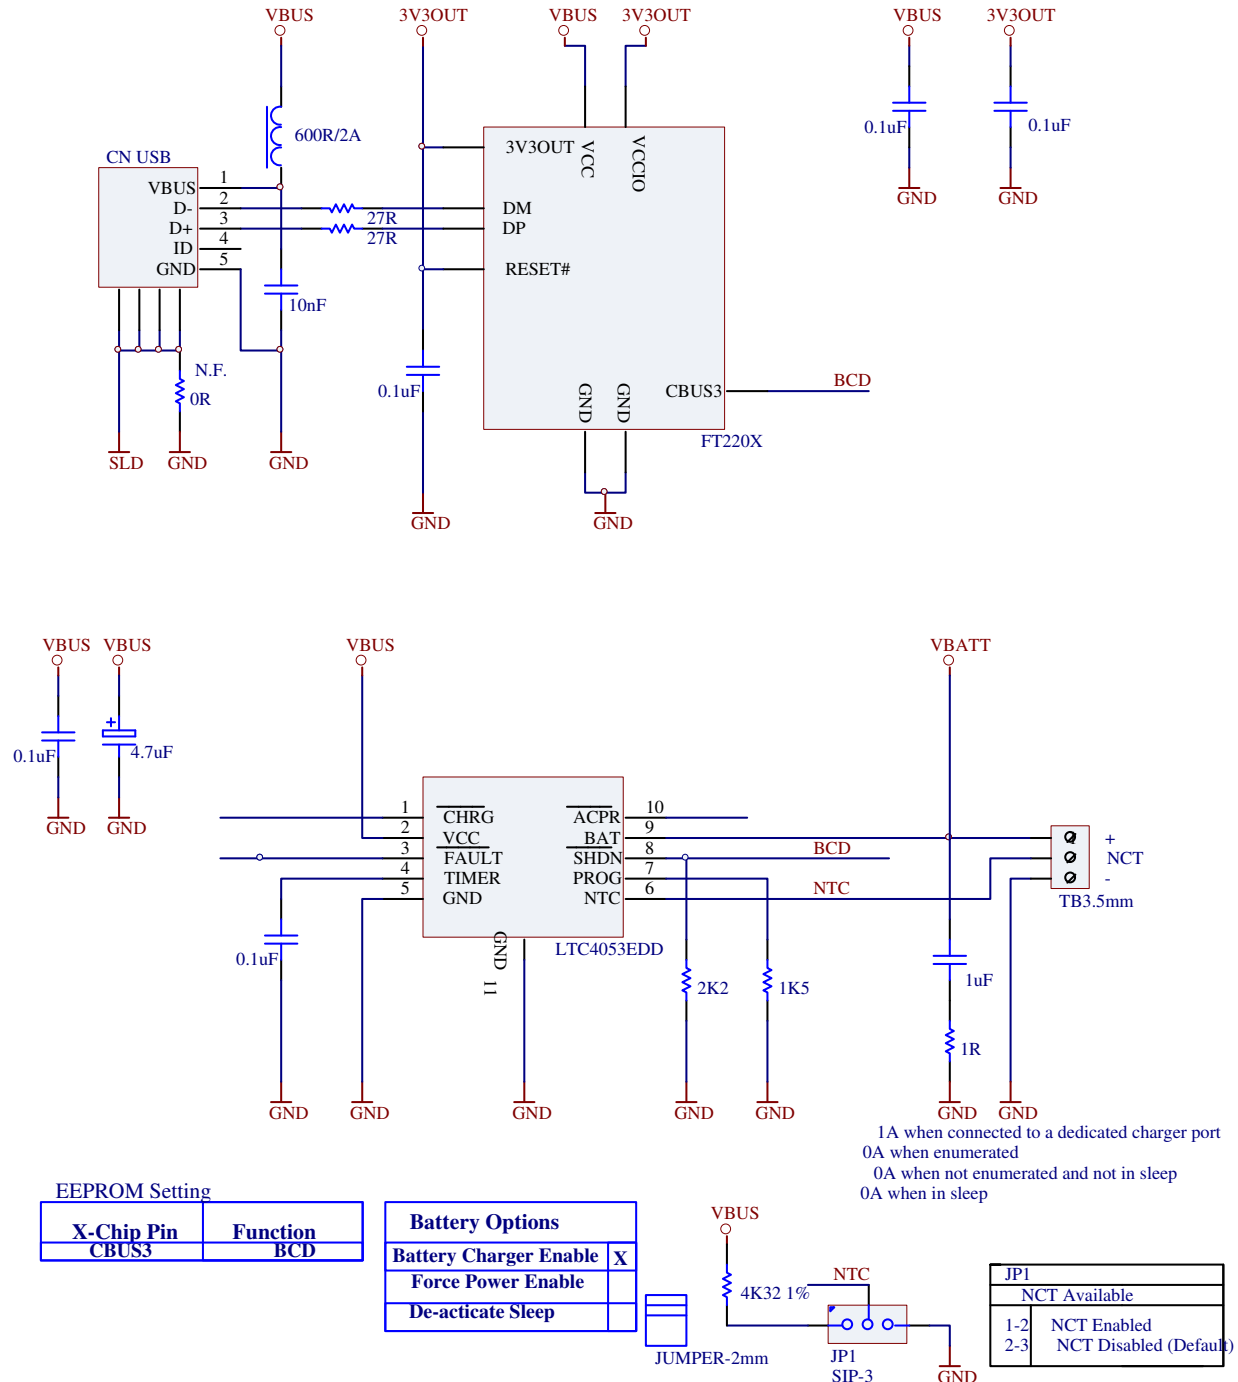 VBUS
3V3OUT
VBUS
3V3OUT
VBUS
3V3OUT
600R/2A
0.1uF
0.1uF
GND
GND
CN USB
VBUS
D-
D+
ID
GND
1
2
3
4
5
27R
27R
10nF
N.F.
0R
SLD
GND
GND
0.1uF
GND
3V3OUT
VCC
VCCIO
DM
DP
RESET#
GND
GND
CBUS3
BCD
FT220X
GND
VBUS
VBUS
VBUS
VBATT
0.1uF
4.7uF
GND
GND
1
2
3
4
5
CHRG
VCC
FAULT
TIMER
GND
GND
11
ACPR
BAT
SHDN
PROG
NTC
10
9
8
7
6
BCD
NTC
LTC4053EDD
+
NCT
-
TB3.5mm
0.1uF
2K2
1K5
1uF
1R
GND
GND
GND
GND
GND
GND
GND
1A when connected to a dedicated charger port
0A when enumerated
0A when not enumerated and not in sleep
0A when in sleep
EEPROM Setting
X-Chip Pin Function
CBUS3 BCD
Battery Options
Battery Charger Enable X
Force Power Enable
De-acticate Sleep
JUMPER-2mm
VBUS
4K32 1%
NTC
JP1
SIP-3
GND
JP1
NCT Available
1-2 NCT Enabled
2-3 NCT Disabled (Default)